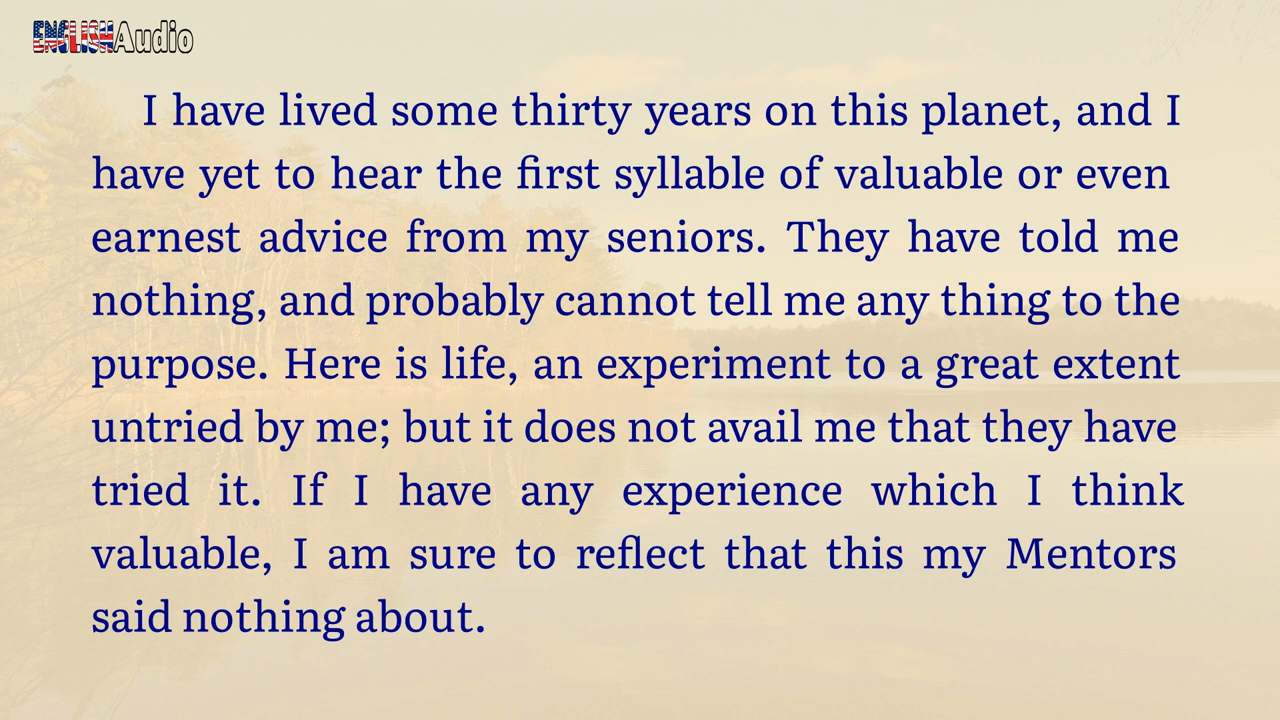 ENGLISHAudio
I have lived some thirty years on this planet, and I
have yet to hear the first syllable of valuable or even
earnest advice from my seniors. They have told me
nothing, and probably cannot tell me any thing to the
purpose. Here is life, an experiment to a great extent
untried by me; but it does not avail me that they have
tried it. If I have any experience which I think
valuable, I am sure to reflect that this my Mentors
said nothing about.